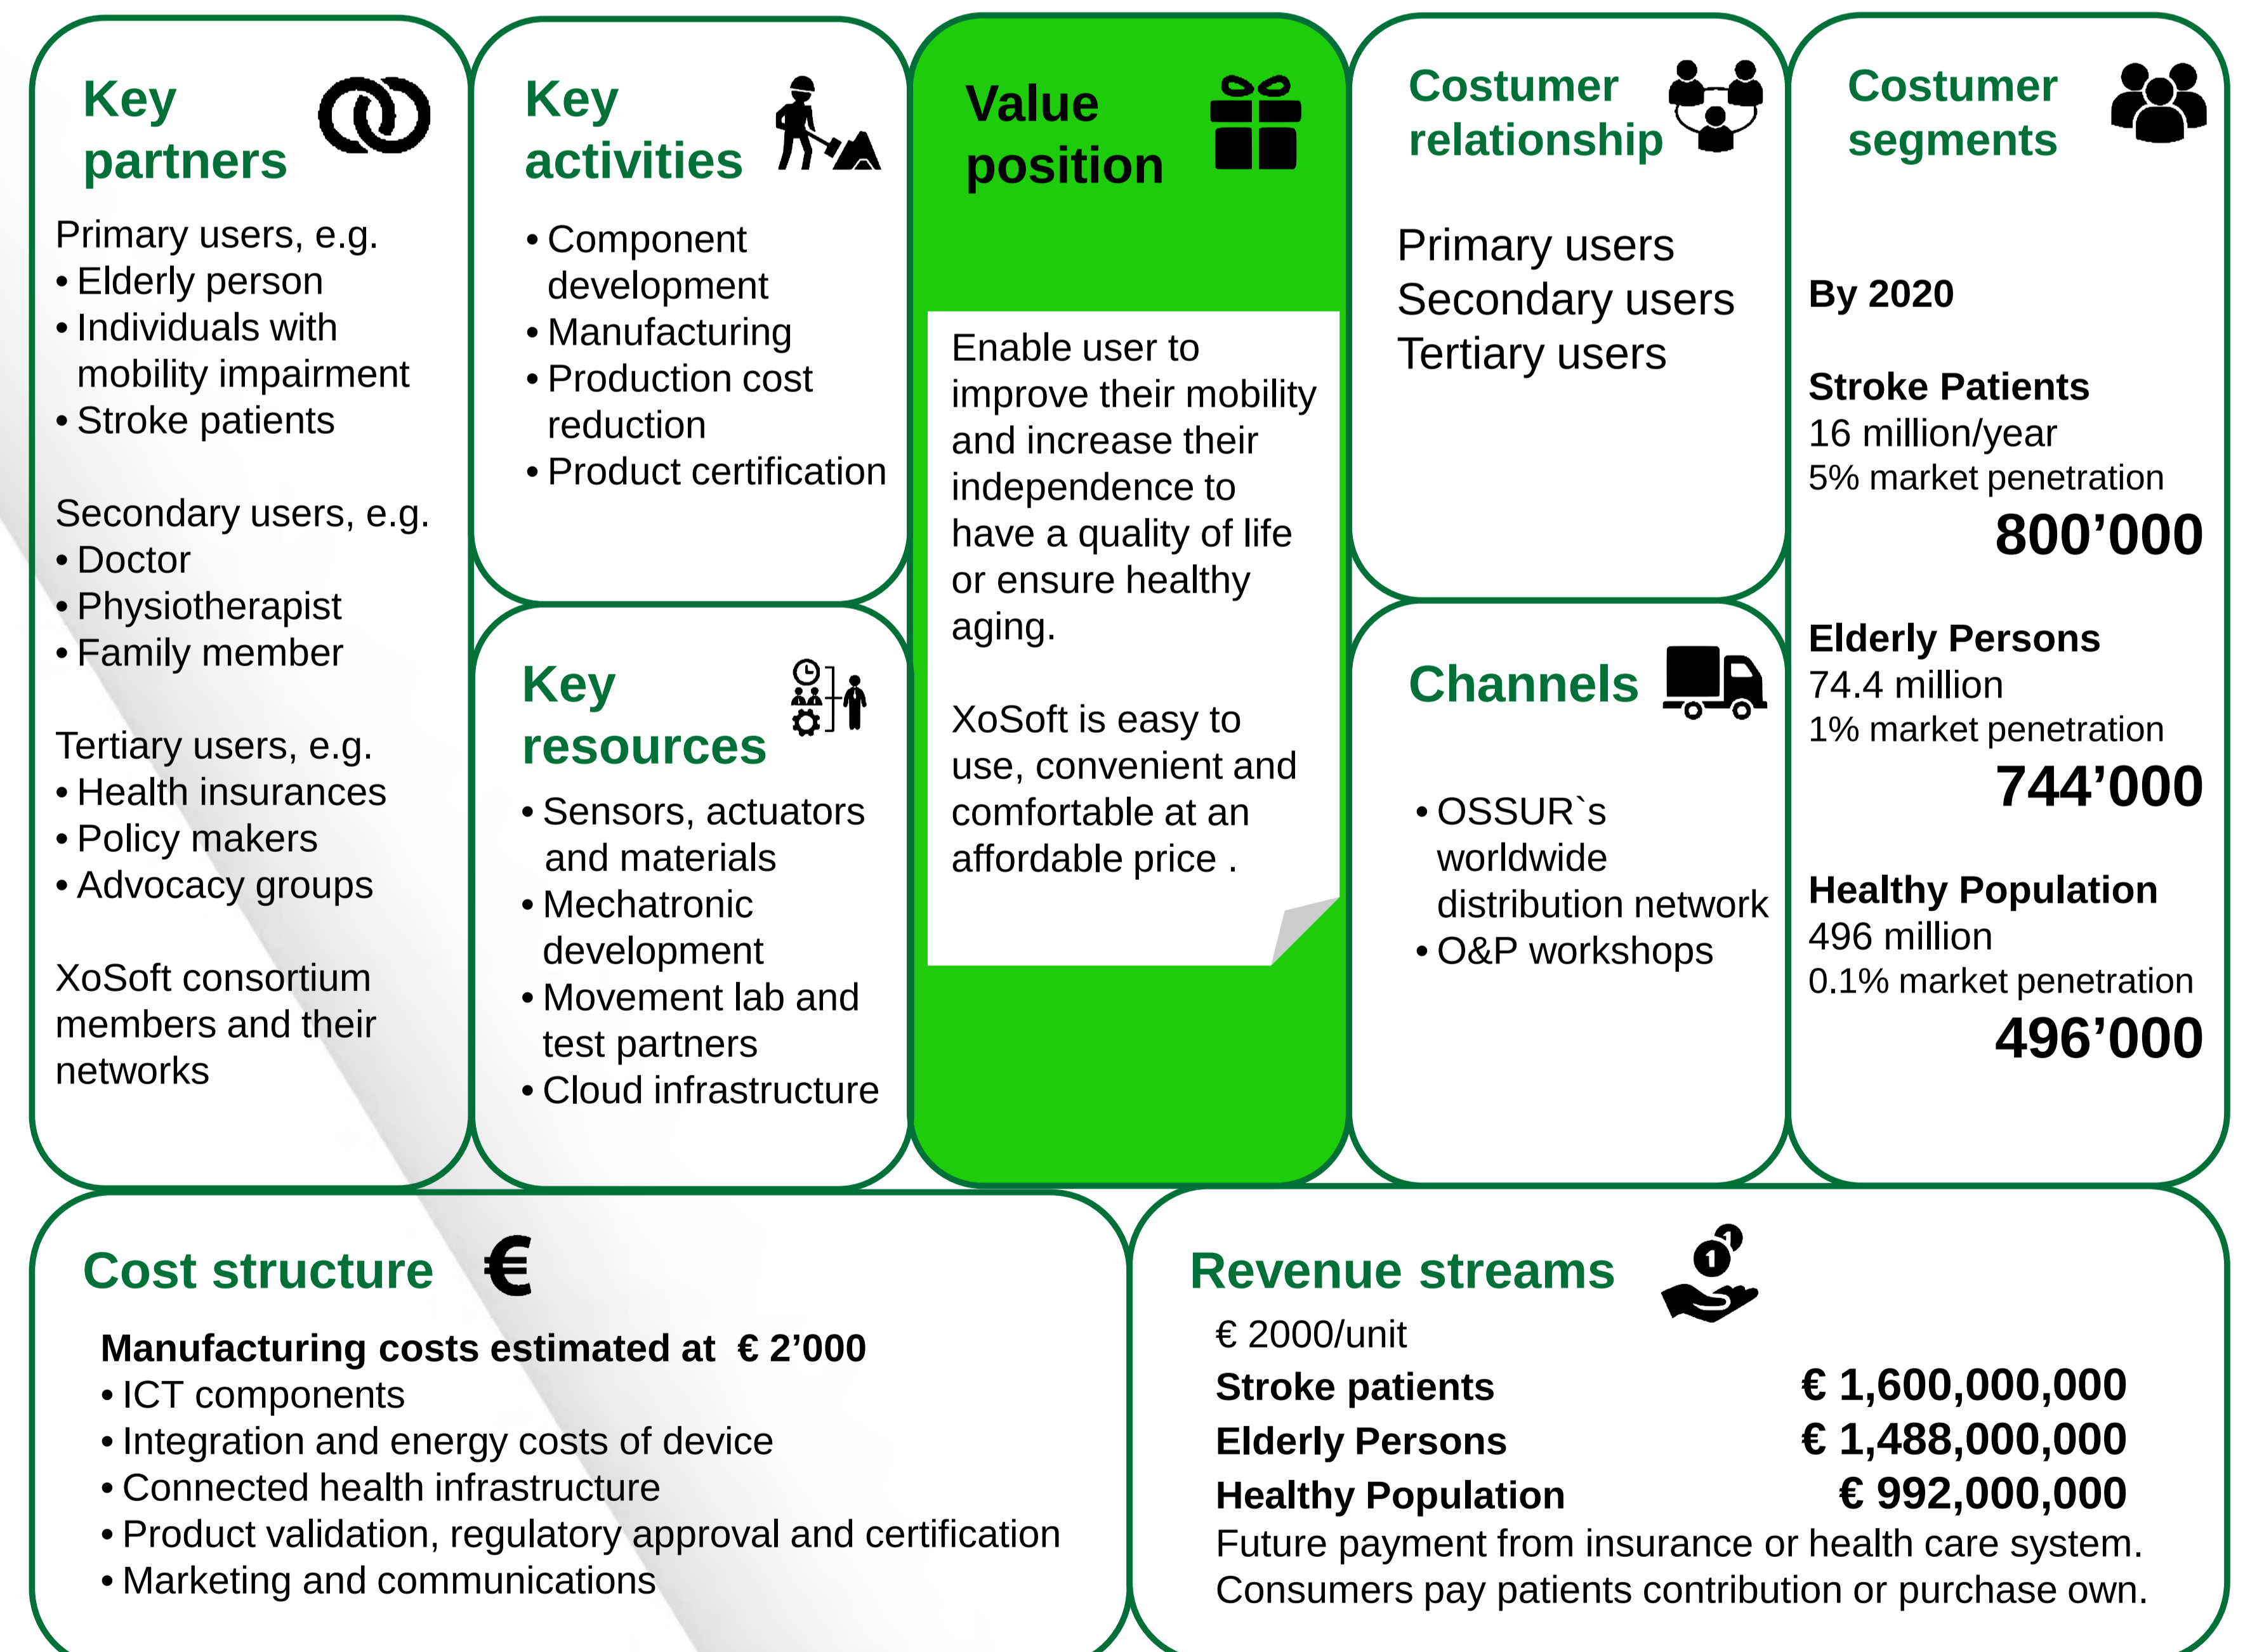 Key
partners
Primary users, e.g.
• Elderly person
• Individuals with
mobility impairment
• Stroke patients
Secondary users, e.g.
• Doctor
• Physiotherapist
• Family member
Tertiary users, e.g.
• Health insurances
• Policy makers
• Advocacy groups
XoSoft consortium
members and their
networks
Key
activities
• Component
development
• Manufacturing
• Production cost
reduction
• Product certification
Key
resources
• Sensors, actuators
and materials
• Mechatronic
development
• Movement lab and
test partners
• Cloud infrastructure
Value
position
Enable user to
improve their mobility
and increase their
independence to
have a quality of life
or ensure healthy
aging.
XoSoft is easy to
use, convenient and
comfortable at an
affordable price .
Costumer
relationship
Primary users
Secondary users
Tertiary users
Channels
• OSSUR`s
worldwide
distribution network
• O&P workshops
Costumer
segments
By 2020
Stroke Patients
16 million/year
5% market penetration
800’000
Elderly Persons
74.4 million
1% market penetration
744’000
Healthy Population
496 million
0.1% market penetration
496’000
Cost structure €
Manufacturing costs estimated at € 2’000
• ICT components
• Integration and energy costs of device
• Connected health infrastructure
• Product validation, regulatory approval and certification
• Marketing and communications
Revenue streams
1
1
€ 2000/unit
Stroke patients € 1,600,000,000
Elderly Persons € 1,488,000,000
Healthy Population € 992,000,000
Future payment from insurance or health care system.
Consumers pay patients contribution or purchase own.